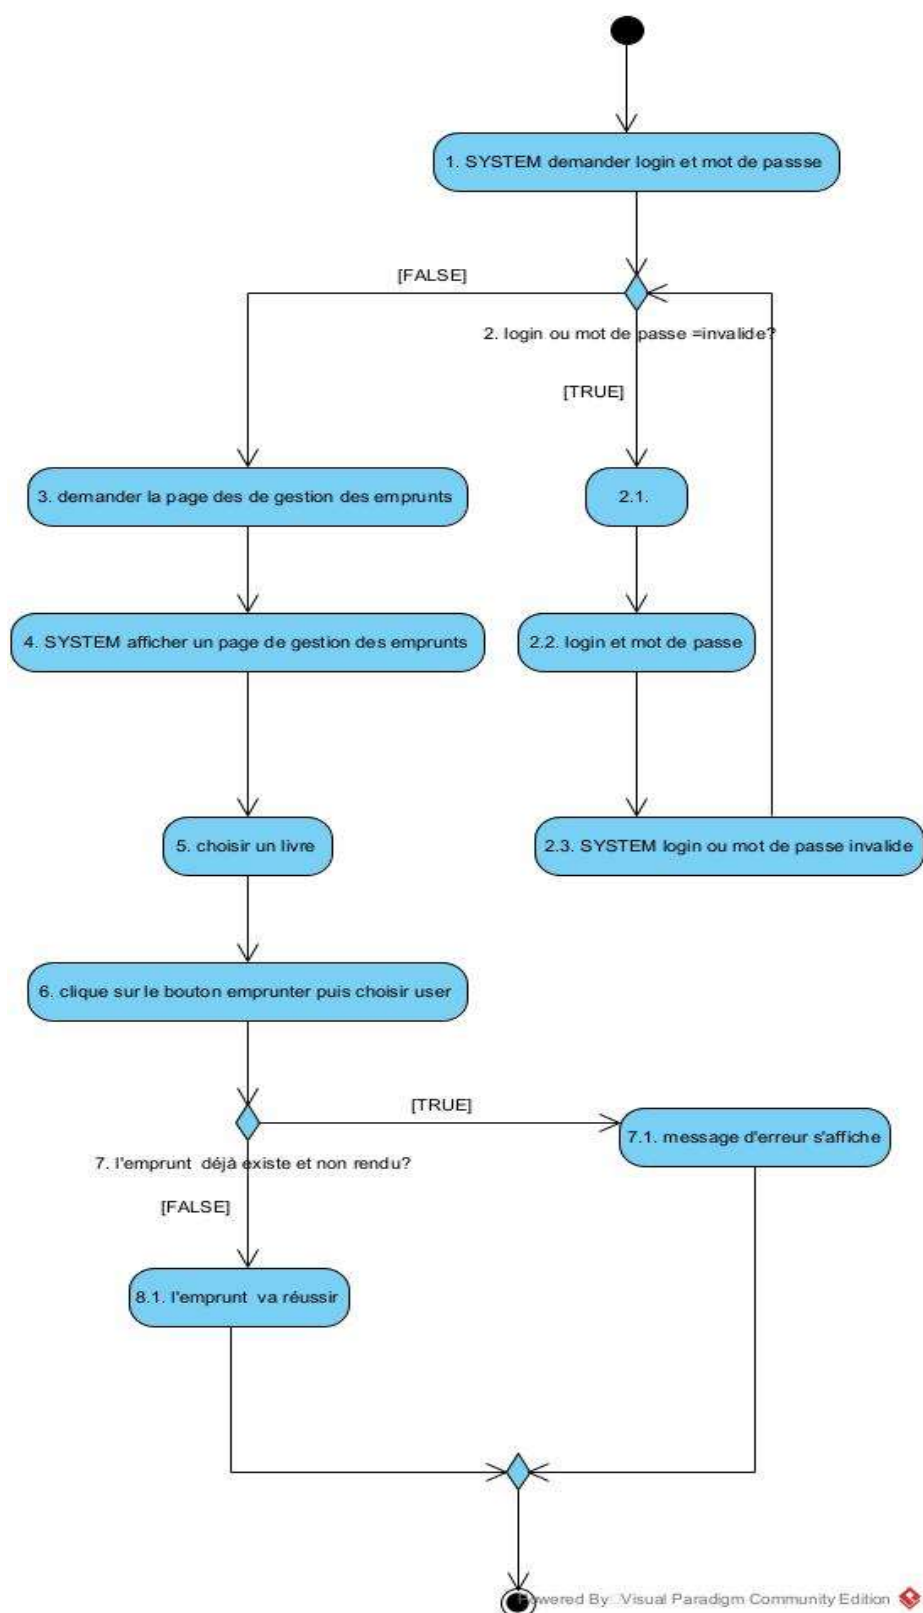 1. SYSTEM demander login et mot de passse
[FALSE]
2. login ou mot de passe =invalide?
[TRUE]
3. demander la page des de gestion des emprunts
2.1.
4. SYSTEM afficher un page de gestion des emprunts
2.2. login et mot de passe
5. choisir un livre
2.3. SYSTEM login ou mot de passe invalide
6. clique sur le bouton emprunter puis choisir user
[TRUE]
7.1. message d'erreur s'affiche
7. l'emprunt déjà existe et non rendu?
[FALSE]
8.1. l'emprunt va réussir
wered By Visual Paradigm Community Edition